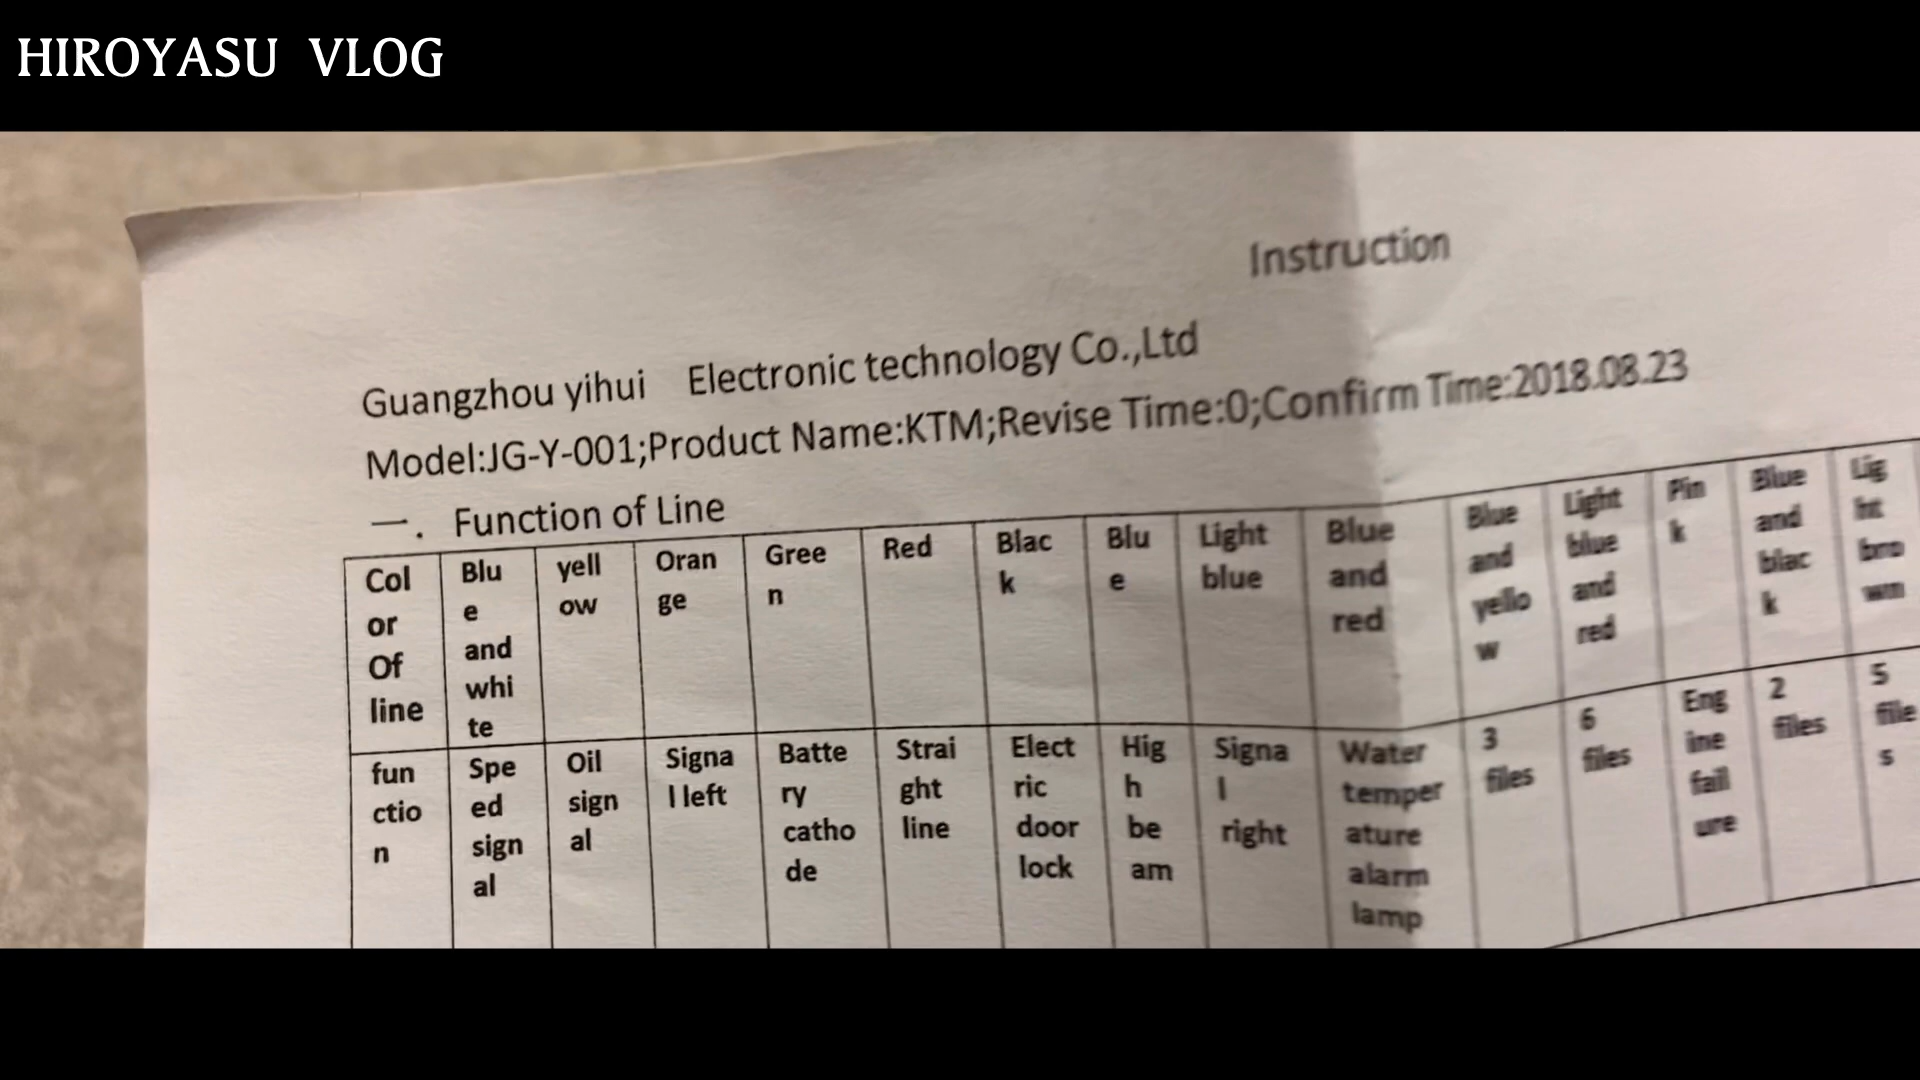 HIROYASU VLOG
Instruction
Guangzhou yihui Electronic technology Co.,Ltd
Model:JG-Y-001;Product Name:KTM;Revise Time:0;Confirm Time:2018.08.23
一. Function of Line
Col
or
Of
line
Blu
e
and
whi
te
yell
ow
Oran
ge
Gree
n
Red
Blac
k
Blu
e
Light
blue
Blue
and
red
Blue
and
yello
w
Light
blue
and
red
Pin
k
Blue
and
blac
k
Lig
ht
bro
wn
fun
ctio
n
Spe
ed
sign
al
Oil
sign
al
Signa
l left
Batte
ry
catho
de
Strai
ght
line
Elect
ric
door
lock
Hig
h
be
am
Signa
l
right
Water
temper
ature
alarm
lamp
3
files
6
files
Eng
ine
fail
ure
2
files
5
file
s